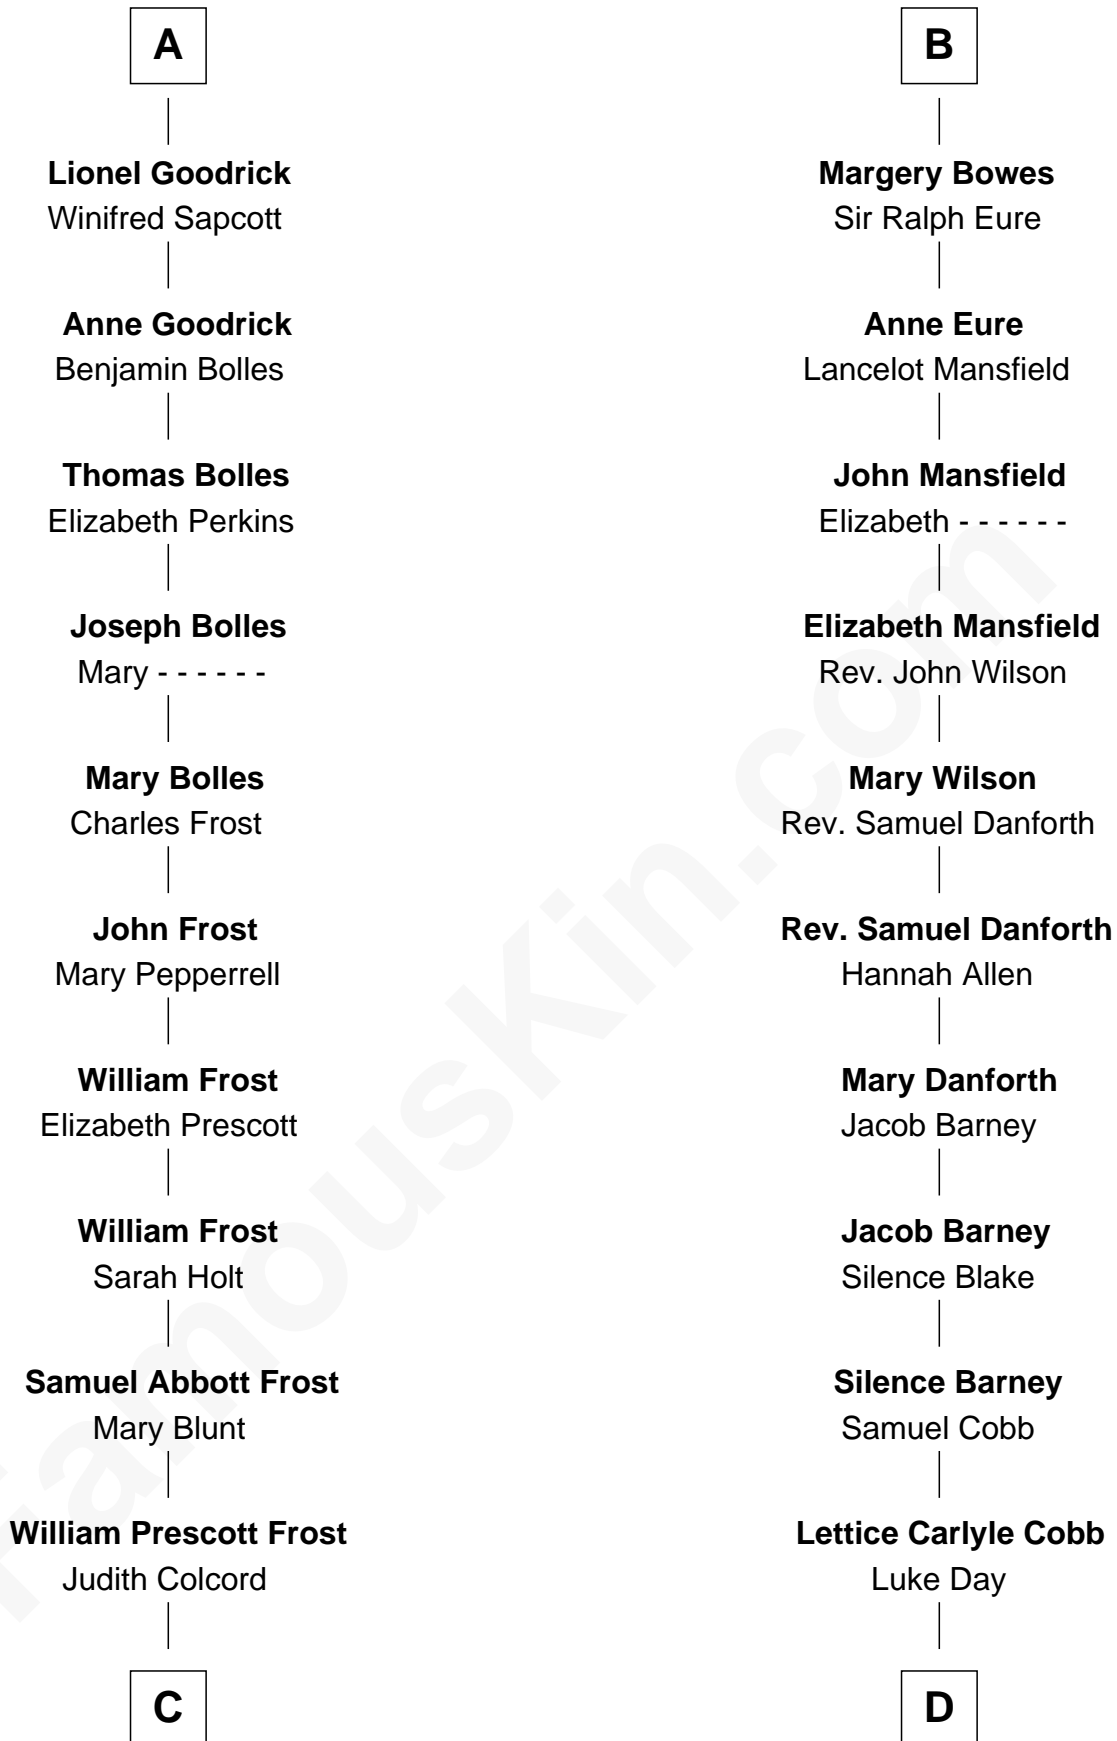 A
Lionel Goodrick
Winifred Sapcott
Anne Goodrick
Benjamin Bolles
Thomas Bolles
Elizabeth Perkins
Joseph Bolles
Mary - - - - - -
Mary Bolles
Charles Frost
John Frost
Mary Pepperrell
William Frost
Elizabeth Prescott
William Frost
Sarah Holt
Samuel Abbott Frost
Mary Blunt
William Prescott Frost
Judith Colcord
C
B
Margery Bowes
Sir Ralph Eure
Anne Eure
Lancelot Mansfield
John Mansfield
Elizabeth - - - - - -
Elizabeth Mansfield
Rev. John Wilson
Mary Wilson
Rev. Samuel Danforth
Rev. Samuel Danforth
Hannah Allen
Mary Danforth
Jacob Barney
Jacob Barney
Silence Blake
Silence Barney
Samuel Cobb
Lettice Carlyle Cobb
Luke Day
D
FamousKin.com